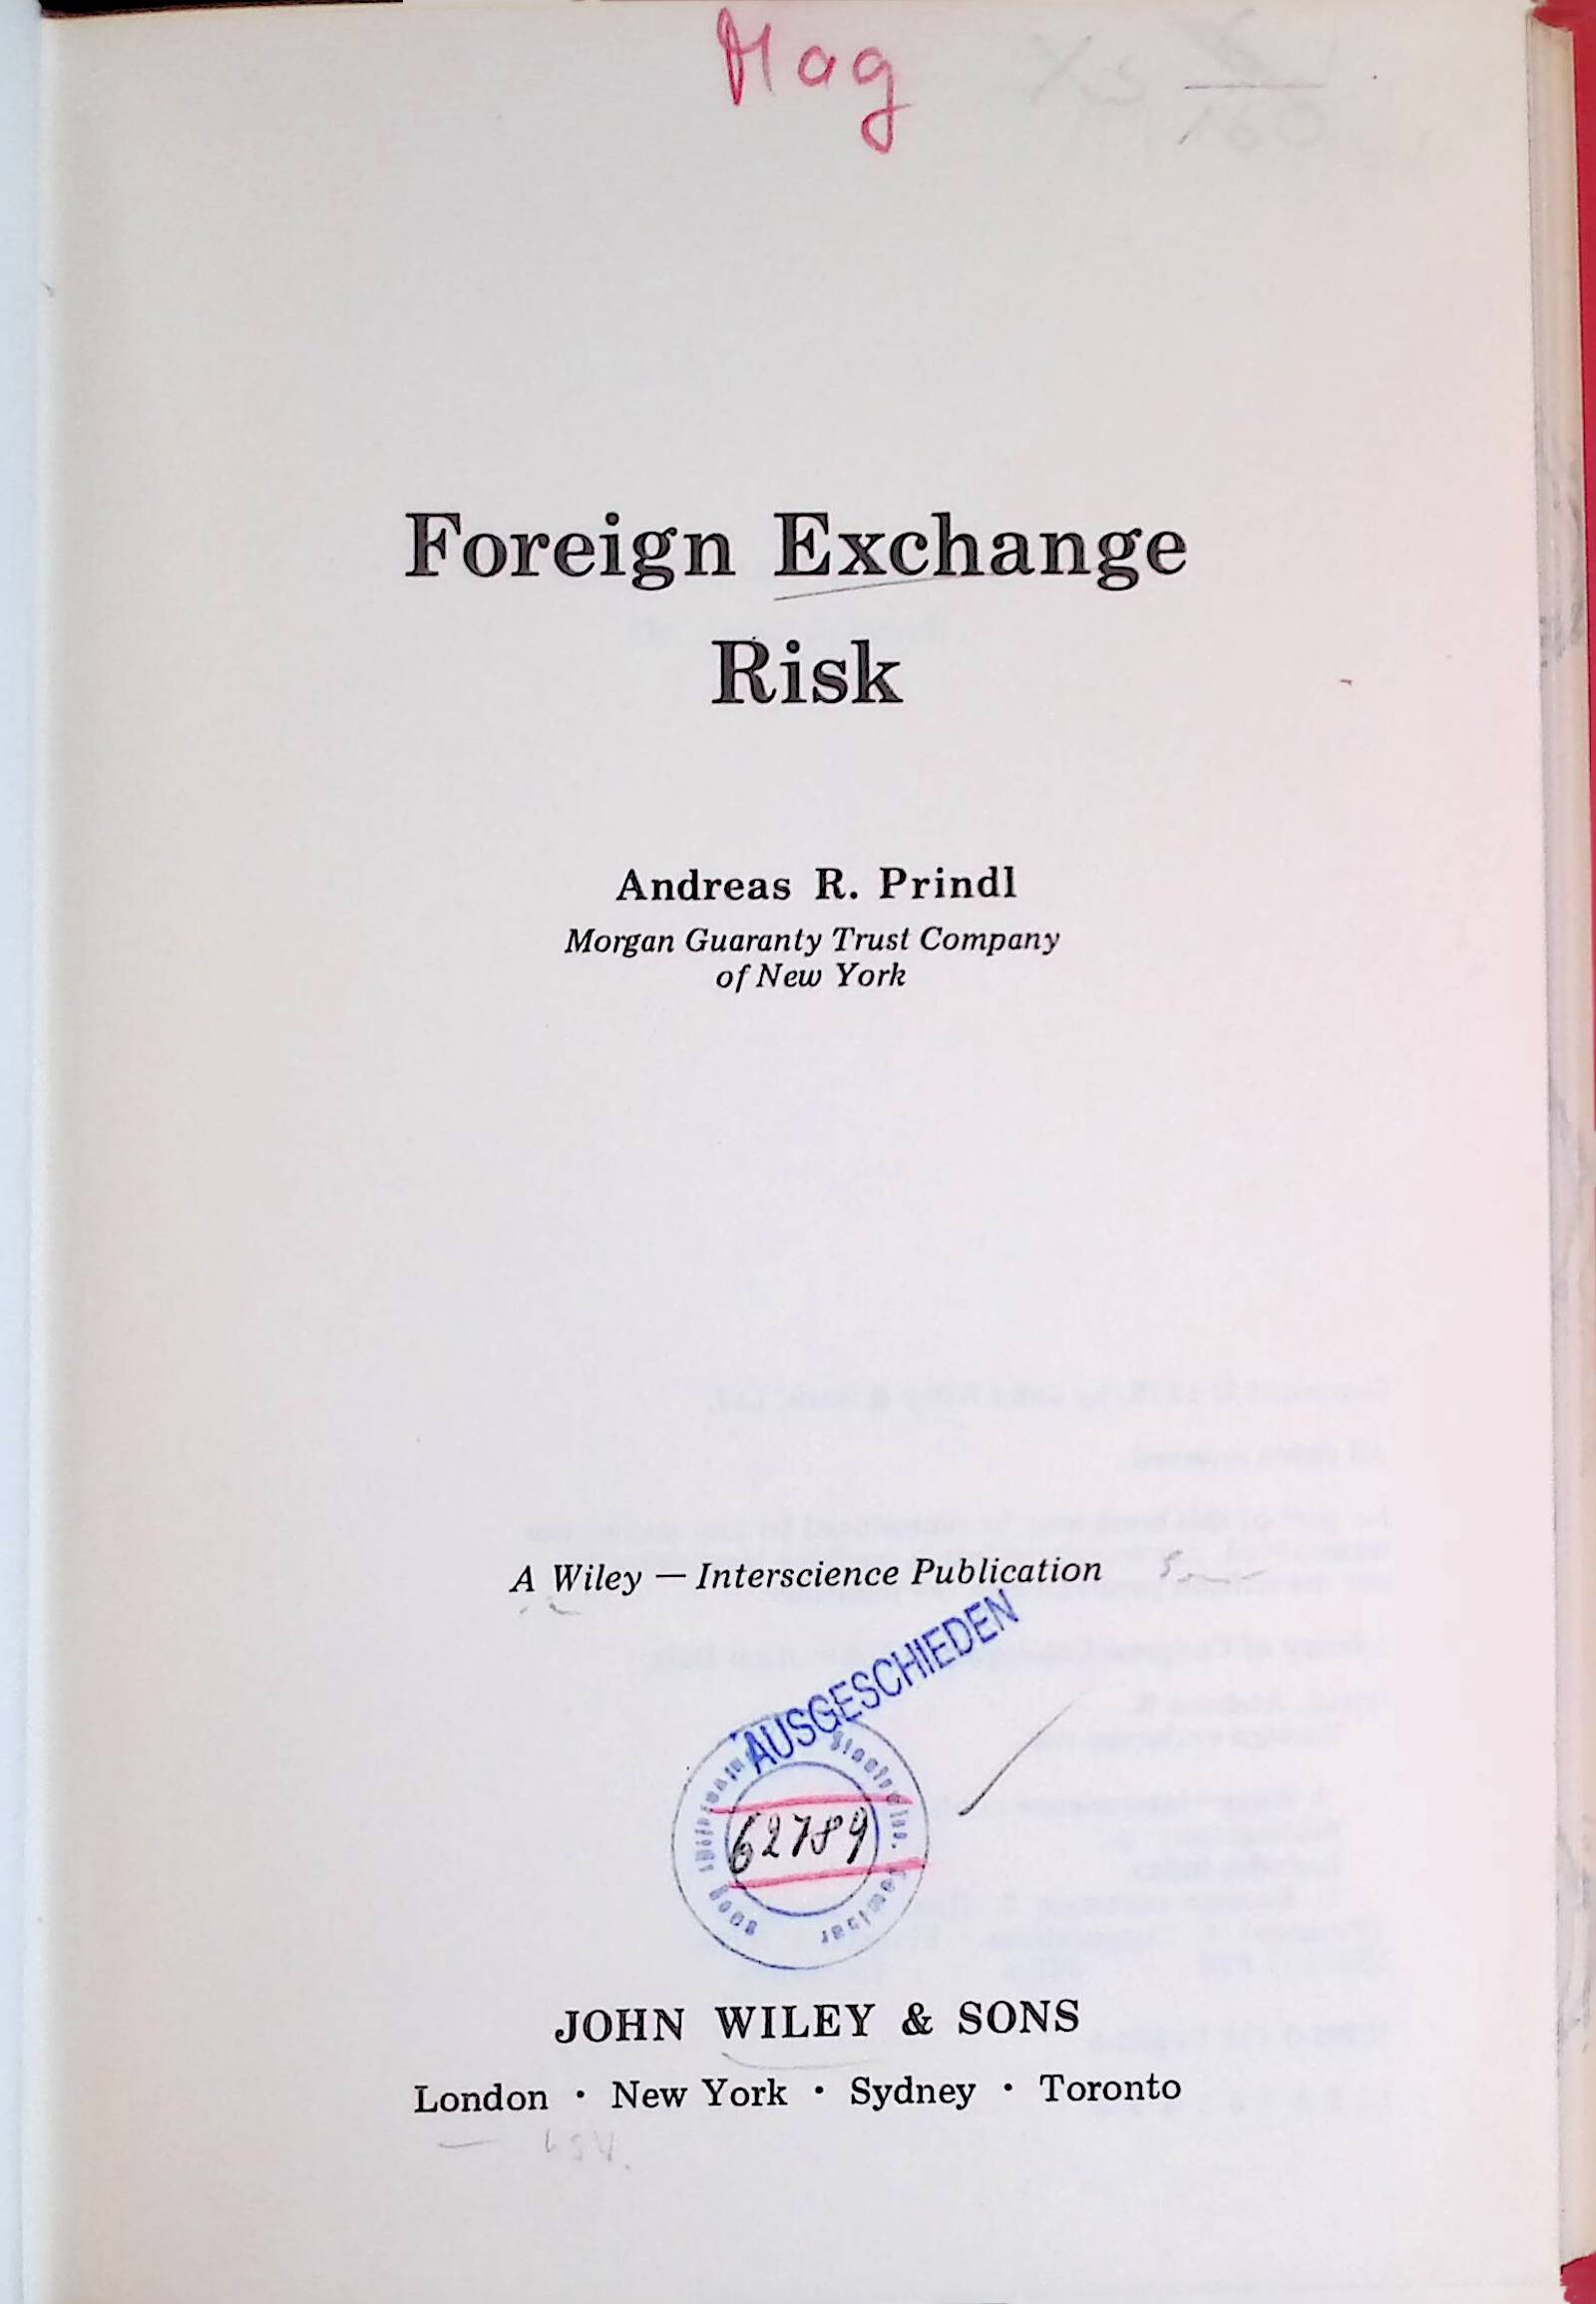 Mag
Foreign Exchange
Risk
Andreas R. Prindl
Morgan Guaranty Trust Company
of New York
A Wiley — Interscience Publication
AUSGESCHIEDEN
62789
Seminar
JOHN WILEY & SONS
London · New York · Sydney · Toronto